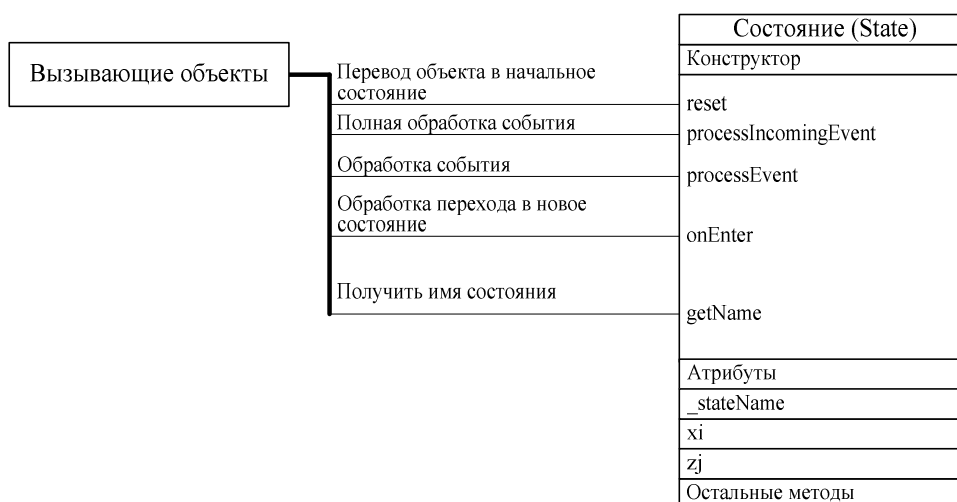 Состояние (State)
Вызывающие объекты
Конструктор
Перевод объекта в начальное
состояние
reset
Полная обработка события
processIncomingEvent
Обработка события
processEvent
Обработка перехода в новое
состояние
onEnter
Получить имя состояния
getName
Атрибуты
_stateName
xi
zj
Остальные методы